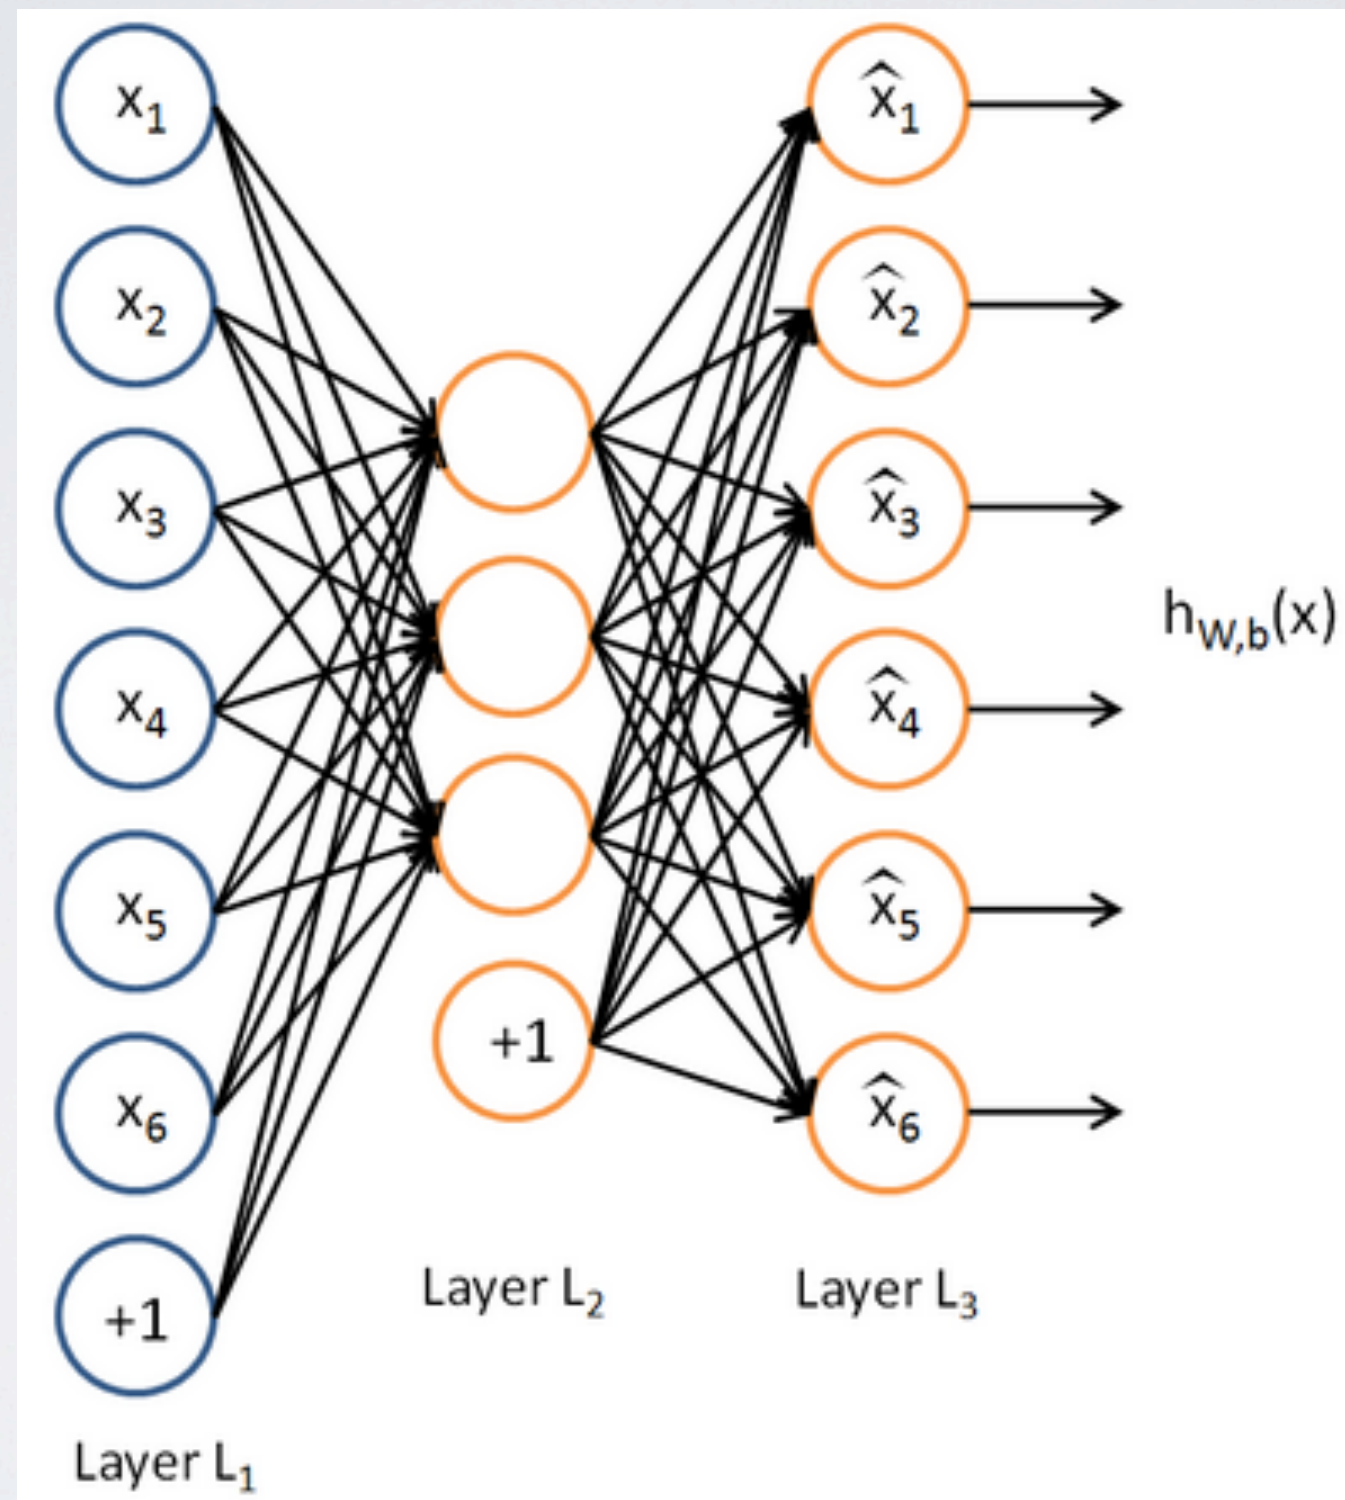 x₁
x₂
x₃
x₄
x₅
x₆
+1
Layer L₁
+1
Layer L₂
x̂₁
x̂₂
x̂₃
x̂₄
x̂₅
x̂₆
Layer L₃
h_W,b(x)